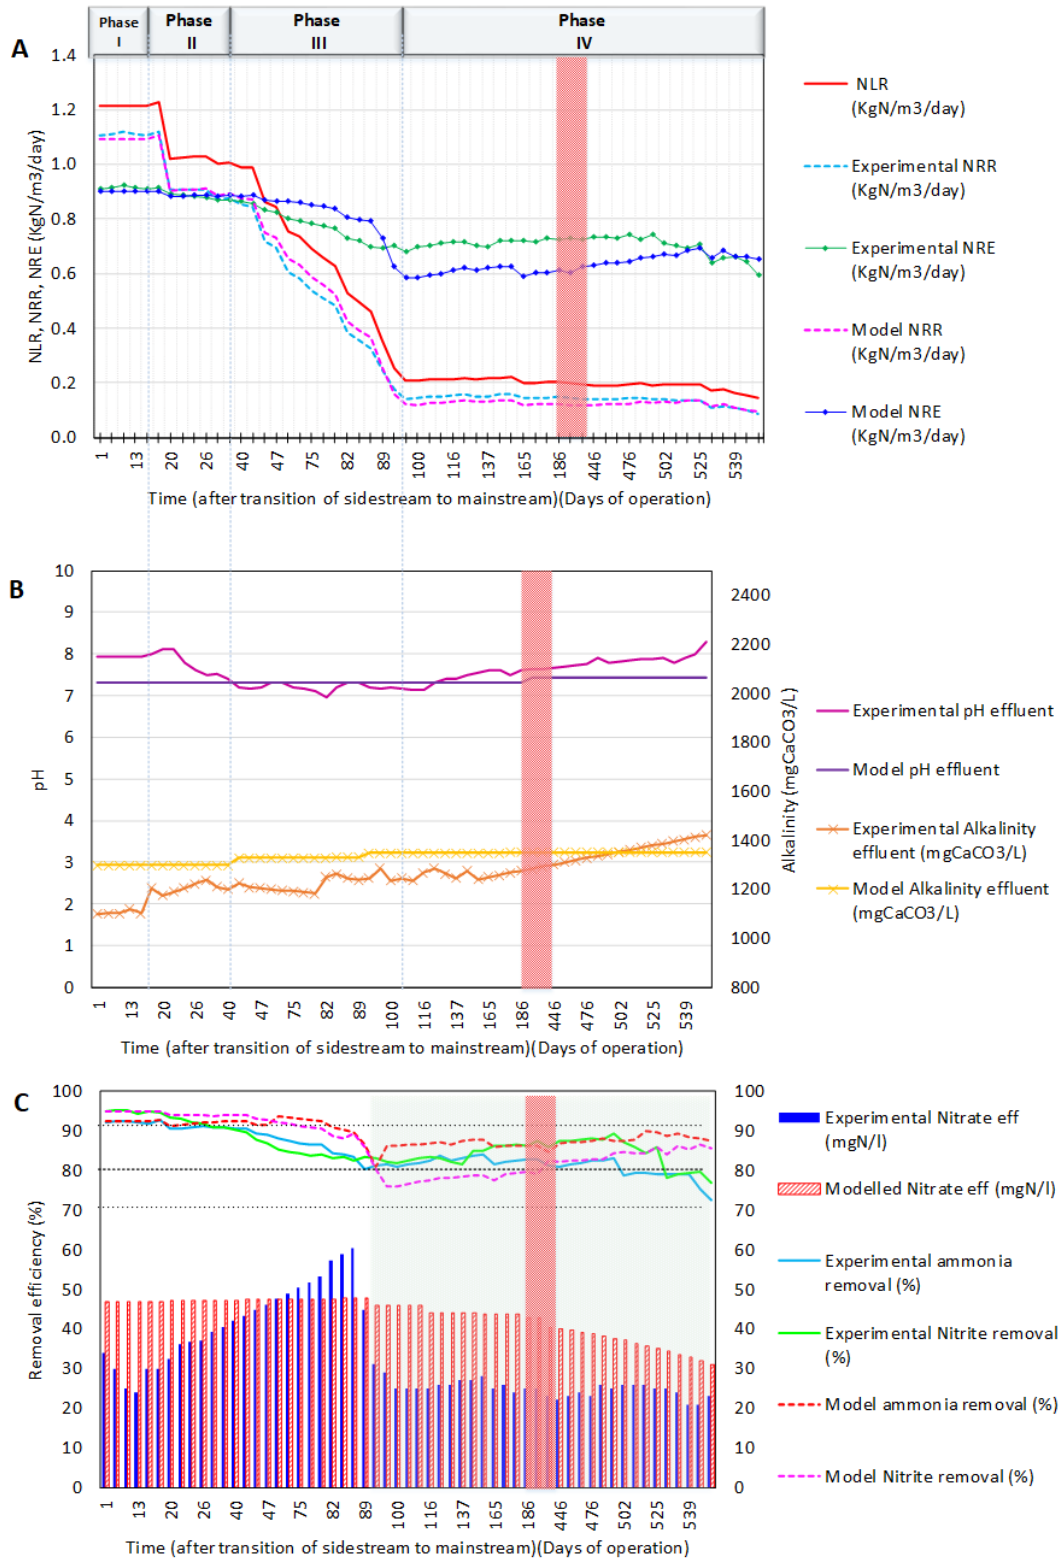 Phase
I
Phase
II
Phase
III
Phase
IV
A
1.4
1.2
1.0
0.8
0.6
0.4
0.2
0.0
NLR, NRR, NRE (KgN/m3/day)
1
13
20
26
40
47
75
82
89
100
116
137
165
186
446
476
502
525
539
Time (after transition of sidestream to mainstream)(Days of operation)
NLR
(KgN/m3/day)
Experimental NRR
(KgN/m3/day)
Experimental NRE
(KgN/m3/day)
Model NRR
(KgN/m3/day)
Model NRE
(KgN/m3/day)
B
10
9
8
7
6
5
4
3
2
1
0
pH
2400
2200
2000
1800
1600
1400
1200
1000
800
Alkalinity (mgCaCO3/L)
1
13
20
26
40
47
75
82
89
100
116
137
165
186
446
476
502
525
539
Time (after transition of sidestream to mainstream)(Days of operation)
Experimental pH effluent
Model pH effluent
Experimental Alkalinity
effluent (mgCaCO3/L)
Model Alkalinity effluent
(mgCaCO3/L)
C
100
90
80
70
60
50
40
30
20
10
0
Removal efficiency (%)
100
90
80
70
60
50
40
30
20
10
0
1
13
20
26
40
47
75
82
89
100
116
137
165
186
446
476
502
525
539
Time (after transition of sidestream to mainstream)(Days of operation)
Experimental Nitrate eff
(mgN/l)
Modelled Nitrate eff (mgN/l)
Experimental ammonia
removal (%)
Experimental Nitrite removal
(%)
Model ammonia removal (%)
Model Nitrite removal (%)